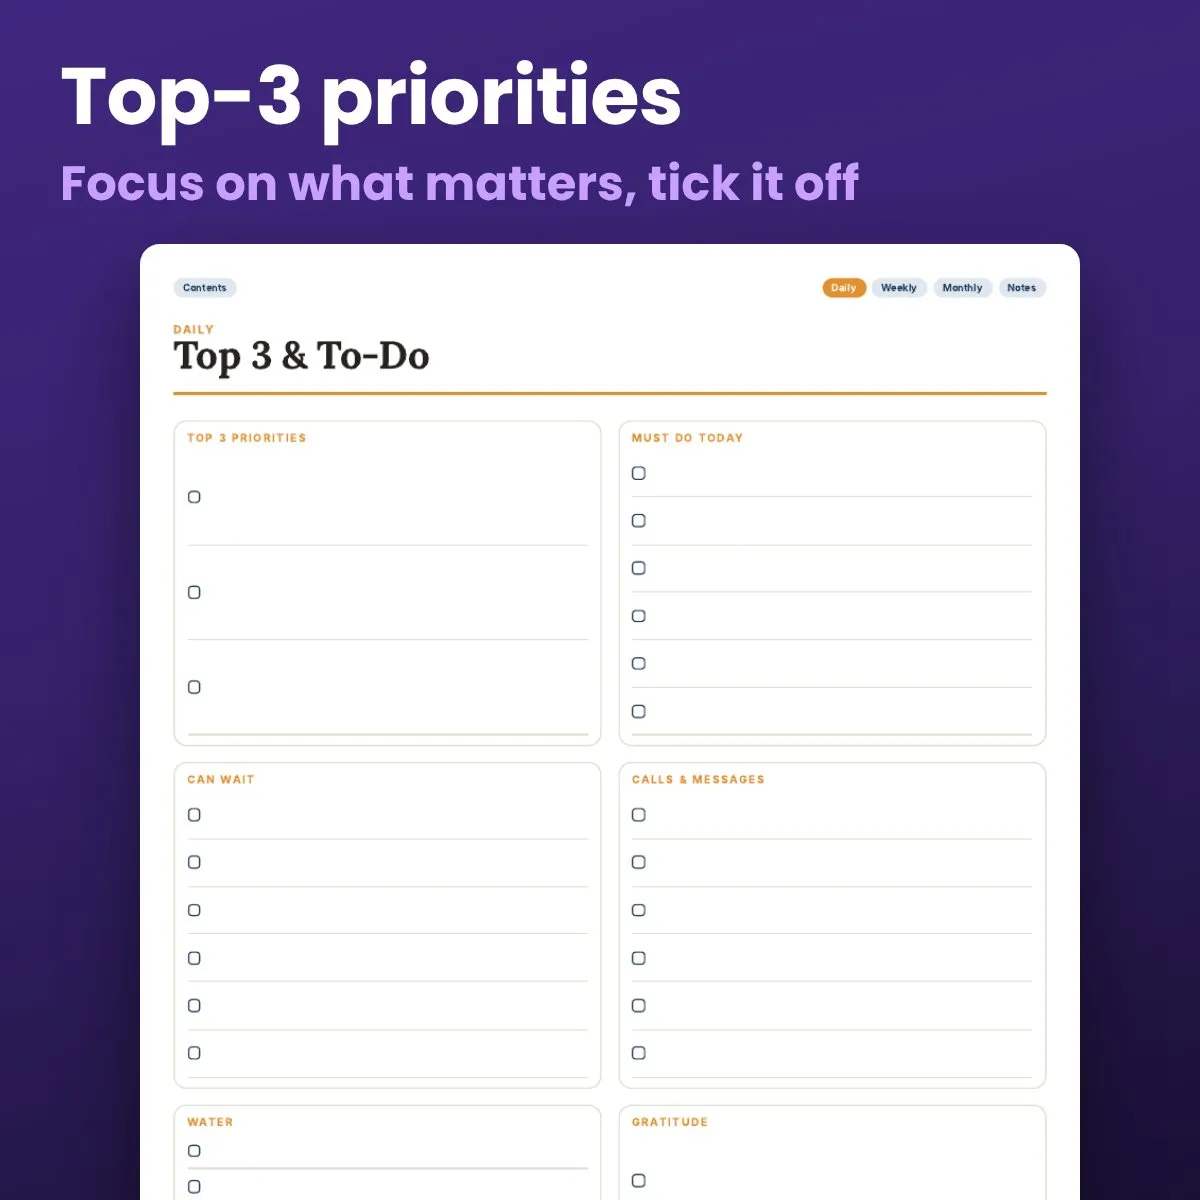 Top-3 priorities
Focus on what matters, tick it off
Contents
Daily Weekly Monthly Notes
DAILY
Top 3 & To-Do
TOP 3 PRIORITIES
MUST DO TODAY
CAN WAIT
CALLS & MESSAGES
WATER
GRATITUDE